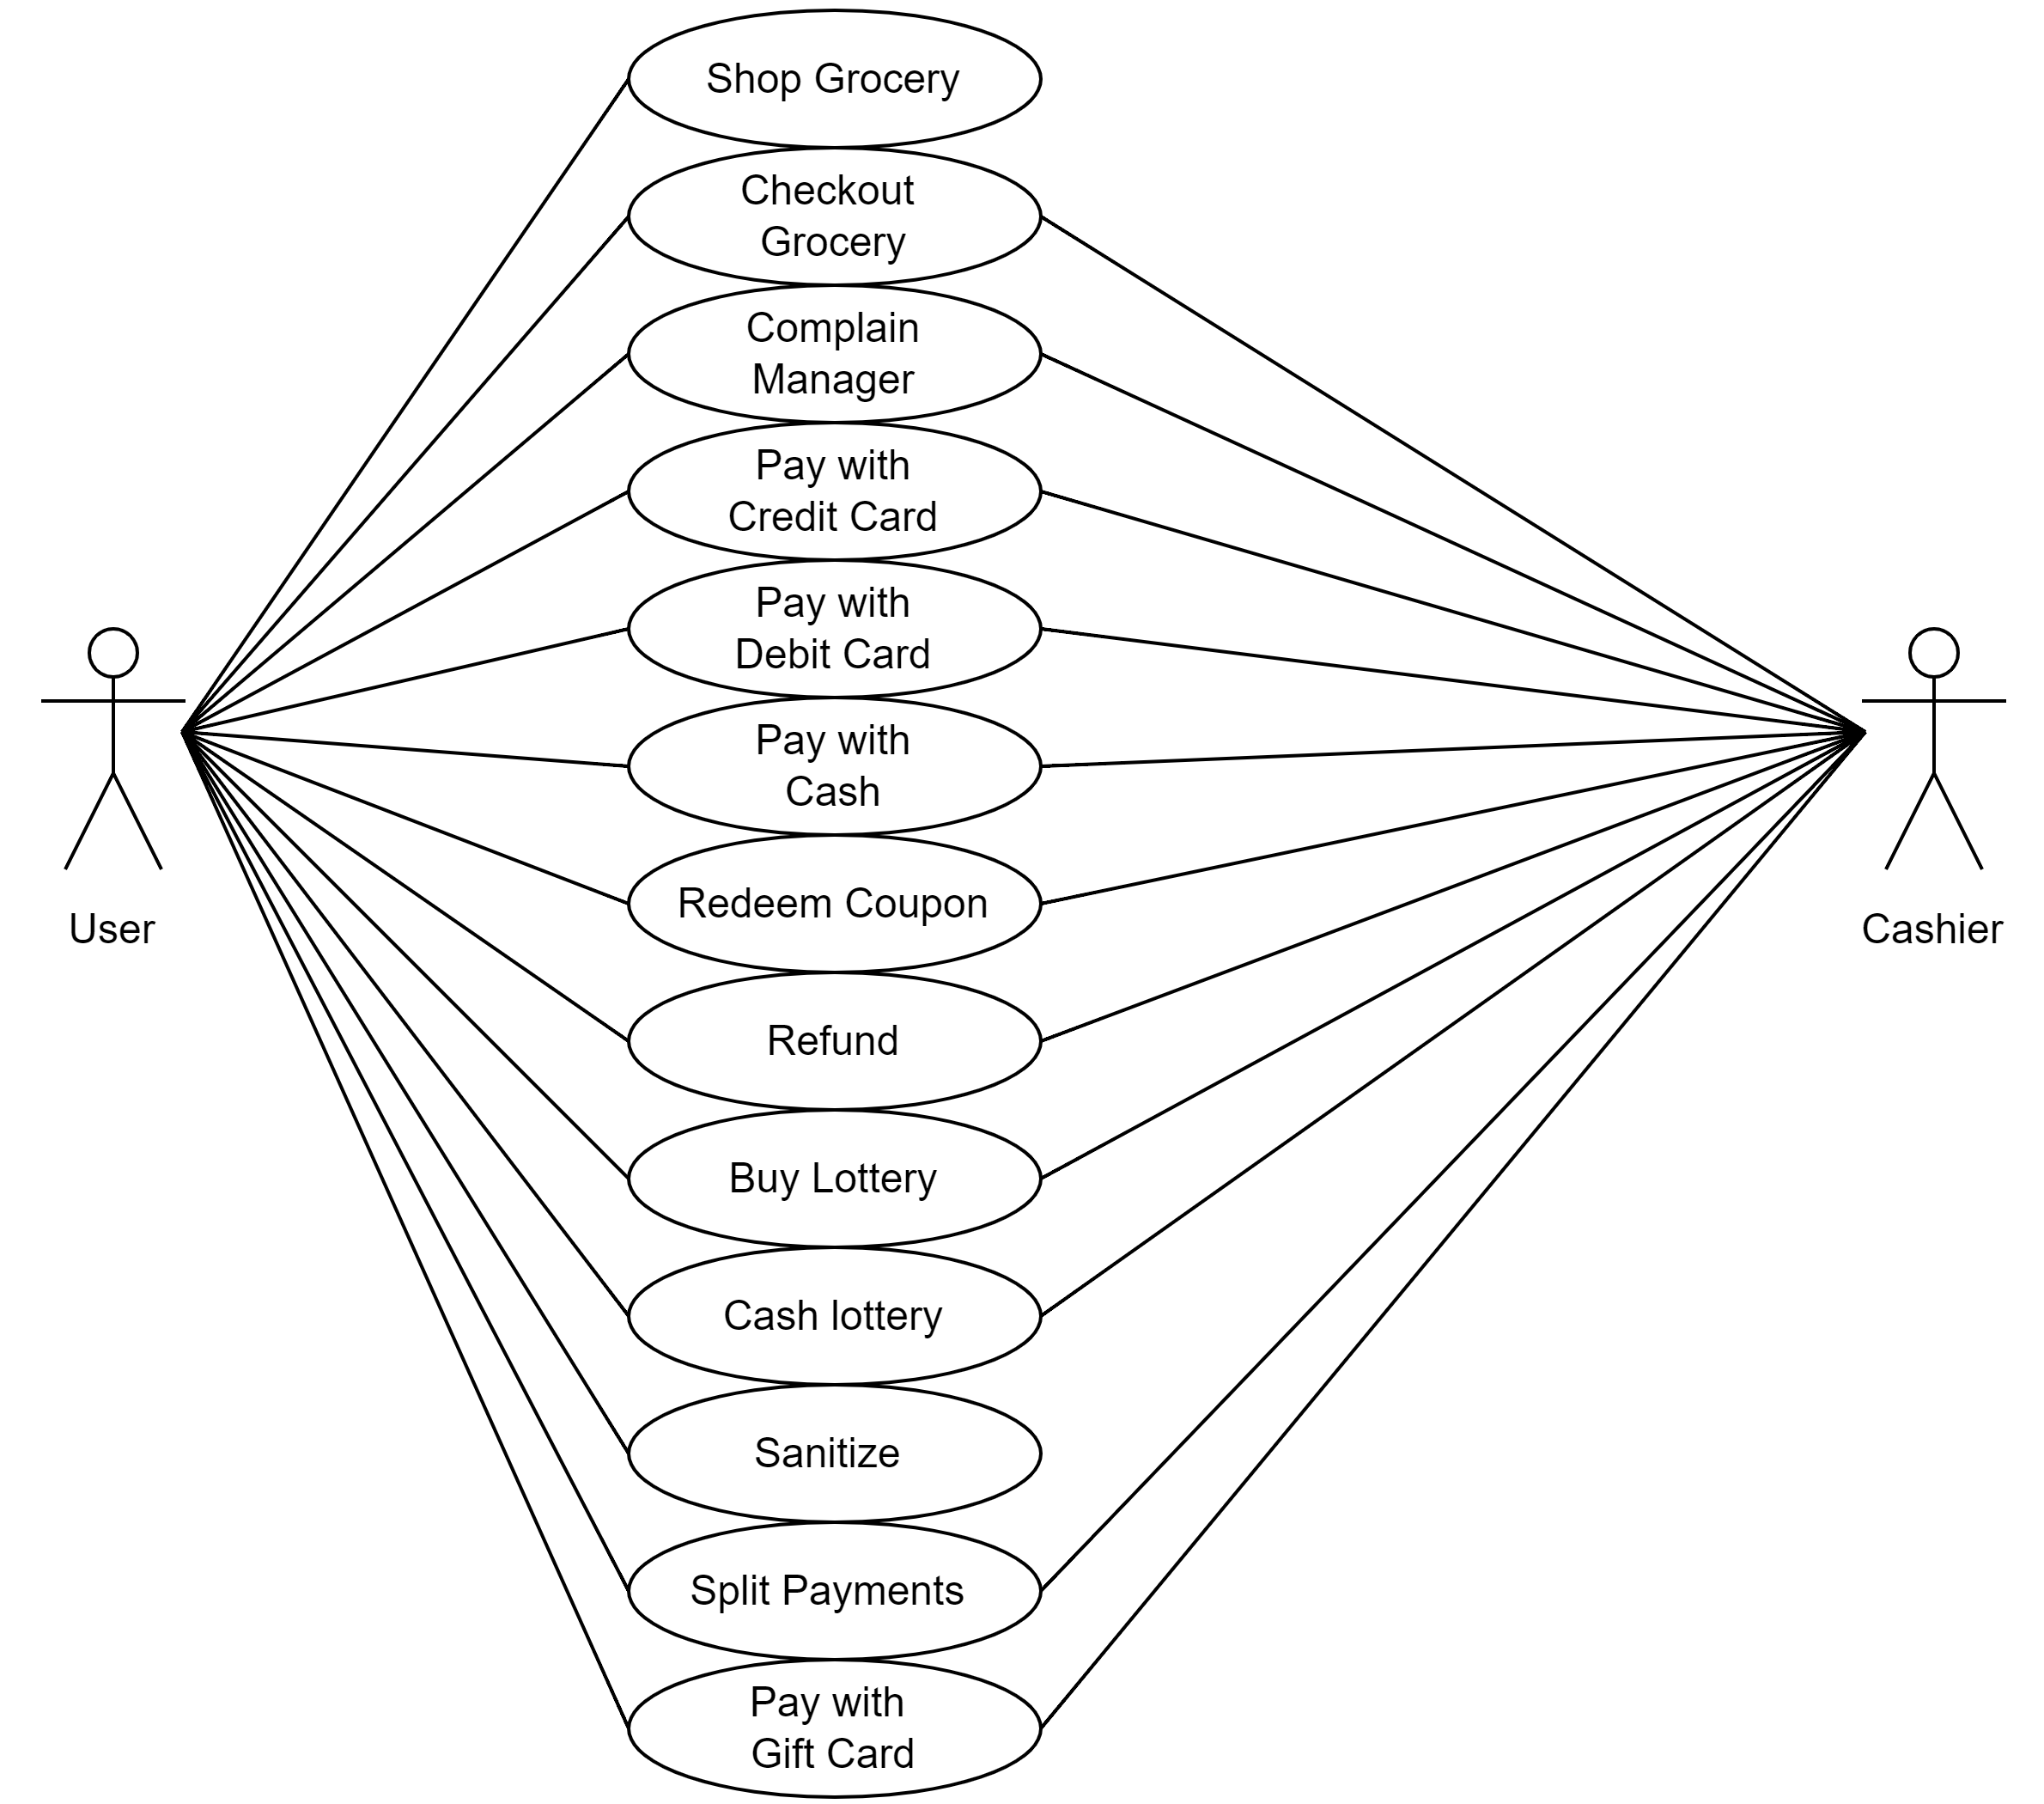 Shop Grocery
Checkout
Grocery
Complain
Manager
Pay with
Credit Card
Pay with
Debit Card
Pay with
Cash
Redeem Coupon
User
Cashier
Refund
Buy Lottery
Cash lottery
Sanitize
Split Payments
Pay with
Gift Card